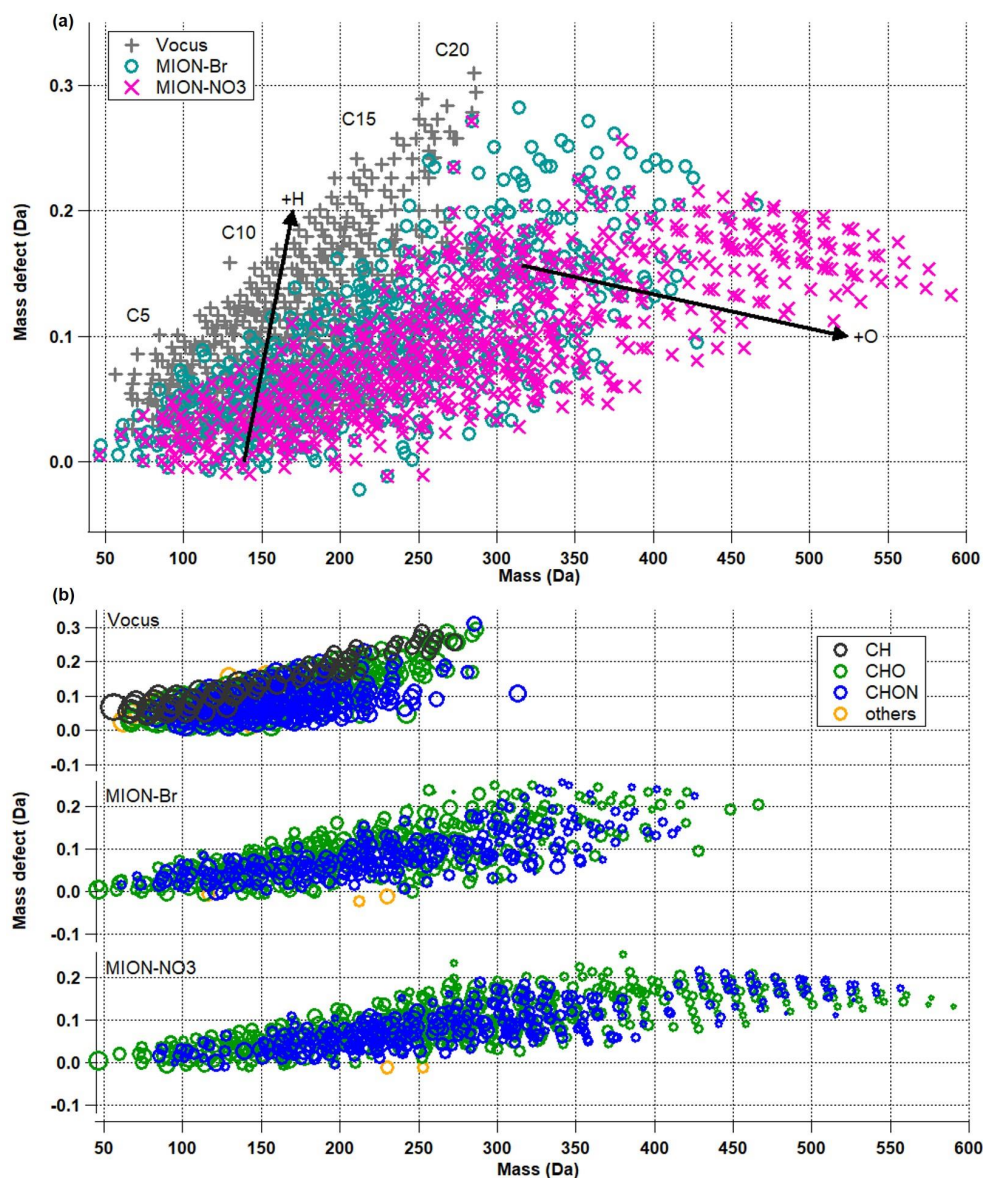 (a)
Vocus
MION-Br
MION-NO3
C20
C15
+H
C10
C5
+O
Mass defect (Da)
0.3
0.2
0.1
0.0
50 100 150 200 250 300 350 400 450 500 550 600
Mass (Da)
(b)
Vocus
CH
CHO
CHON
others
0.3
0.2
0.1
0.0
-0.1
MION-Br
Mass defect (Da)
0.2
0.1
0.0
-0.1
MION-NO3
0.2
0.1
0.0
-0.1
50 100 150 200 250 300 350 400 450 500 550 600
Mass (Da)